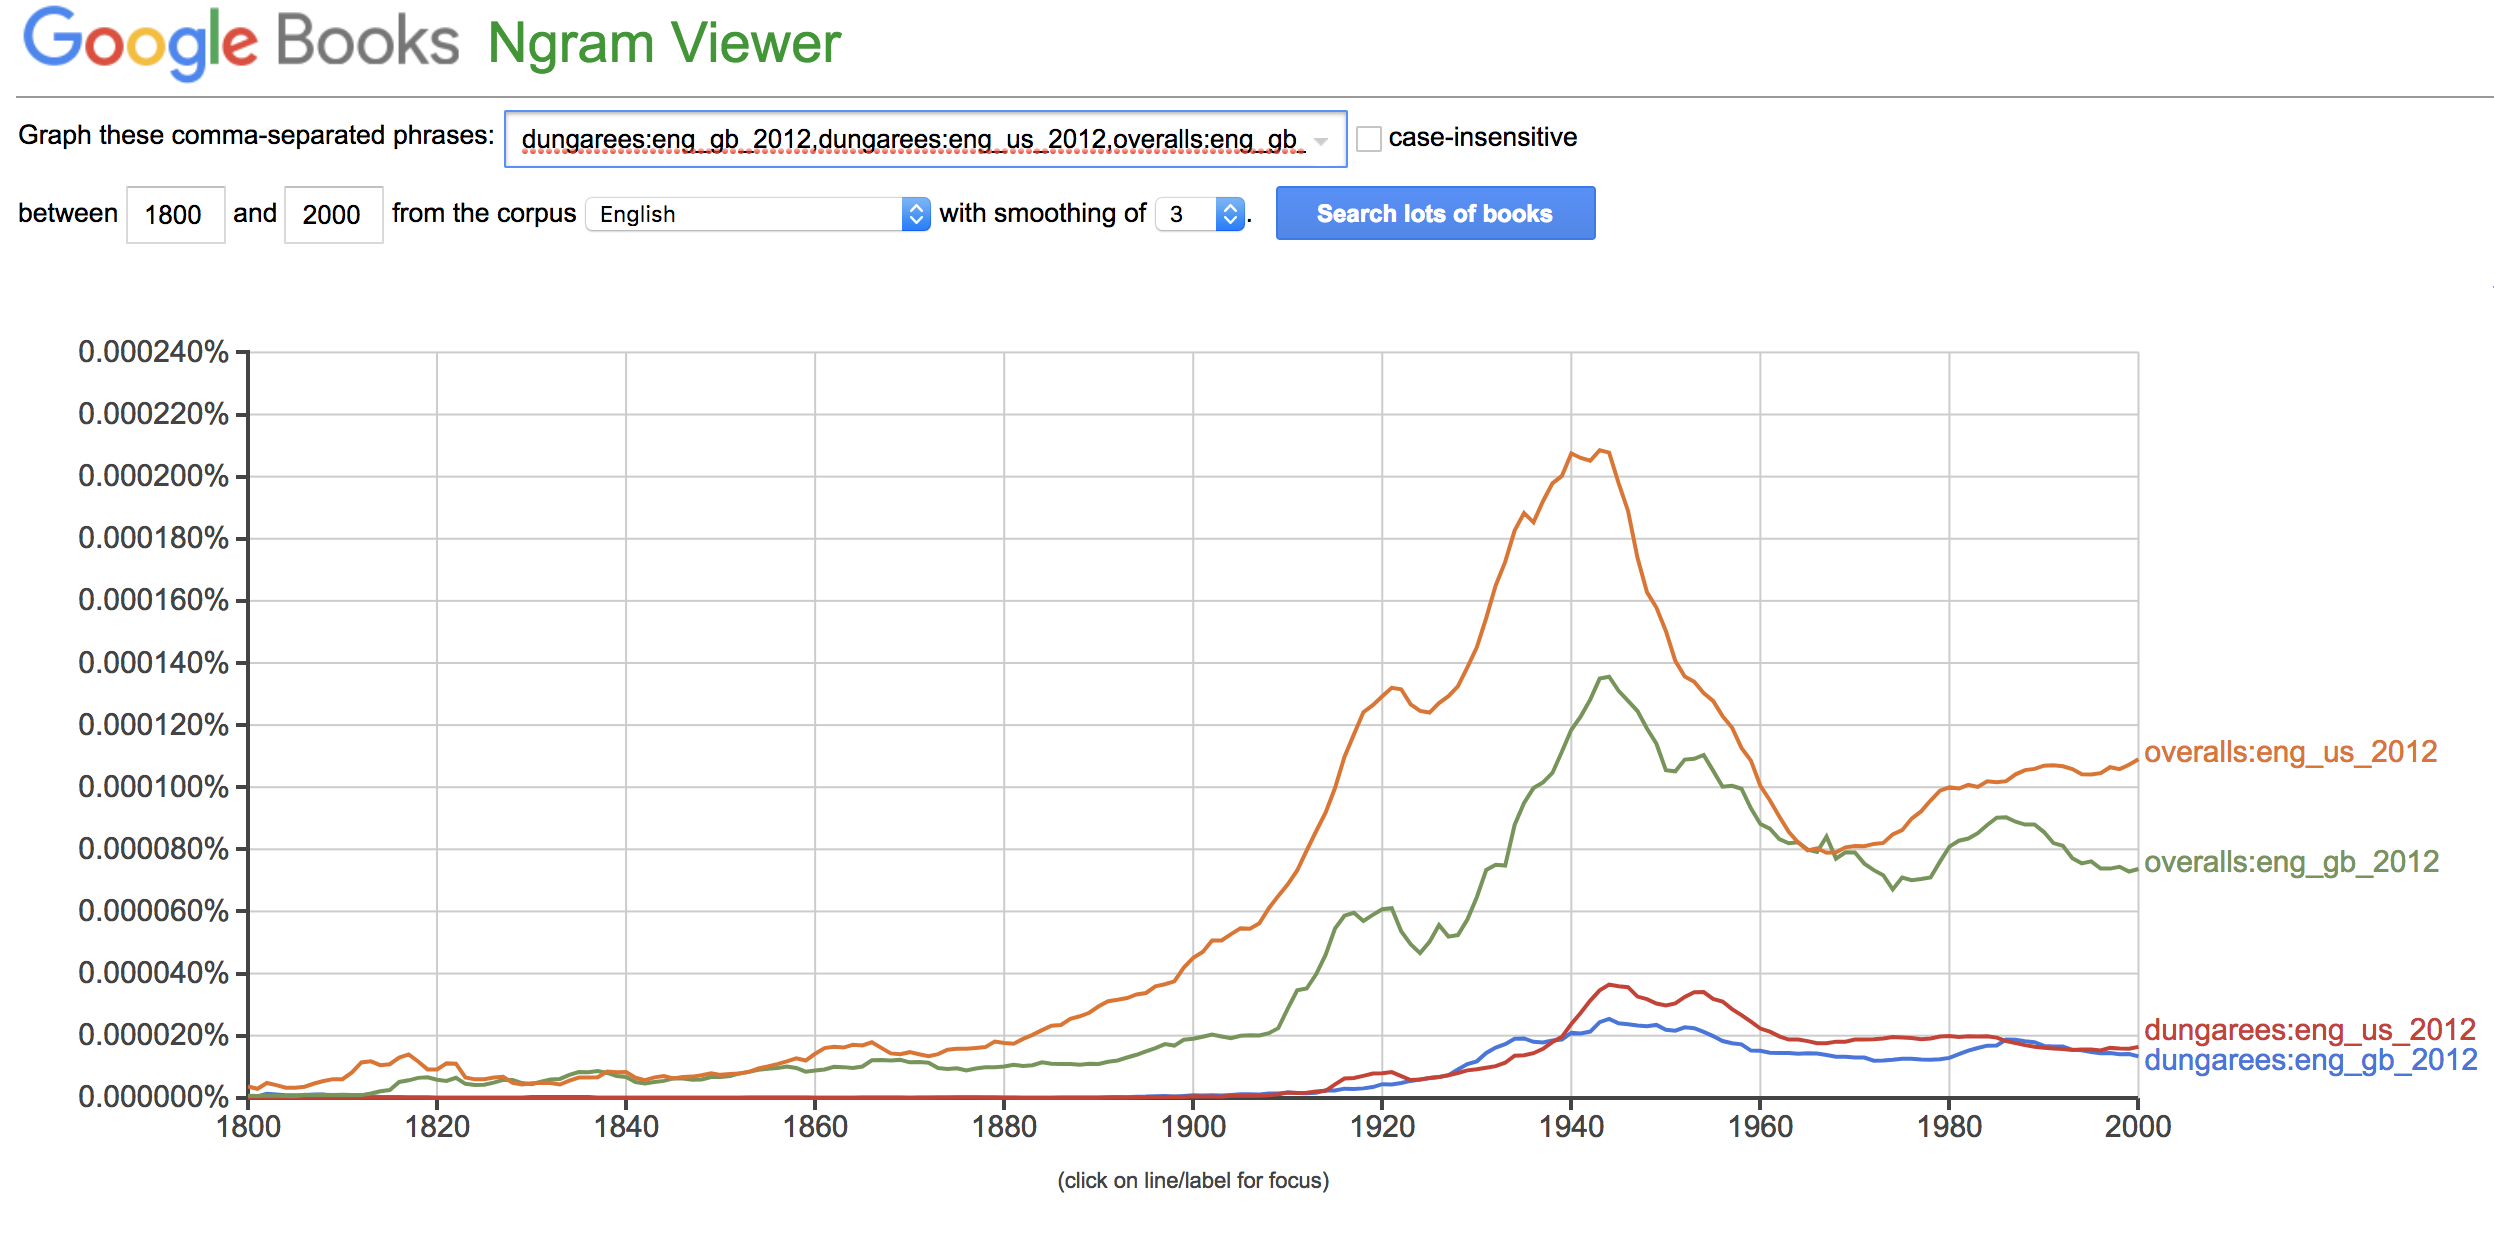 Google Books Ngram Viewer
Graph these comma-separated phrases: dungarees:eng_gb_2012,dungarees:eng_us_2012,overalls:eng_gb_ case-insensitive
between 1800 and 2000 from the corpus English with smoothing of 3 . Search lots of books
0.000240%
0.000220%
0.000200%
0.000180%
0.000160%
0.000140%
0.000120%
0.000100%
0.000080%
0.000060%
0.000040%
0.000020%
0.000000%
overalls:eng_us_2012
overalls:eng_gb_2012
dungarees:eng_us_2012
dungarees:eng_gb_2012
1800 1820 1840 1860 1880 1900 1920 1940 1960 1980 2000
(click on line/label for focus)